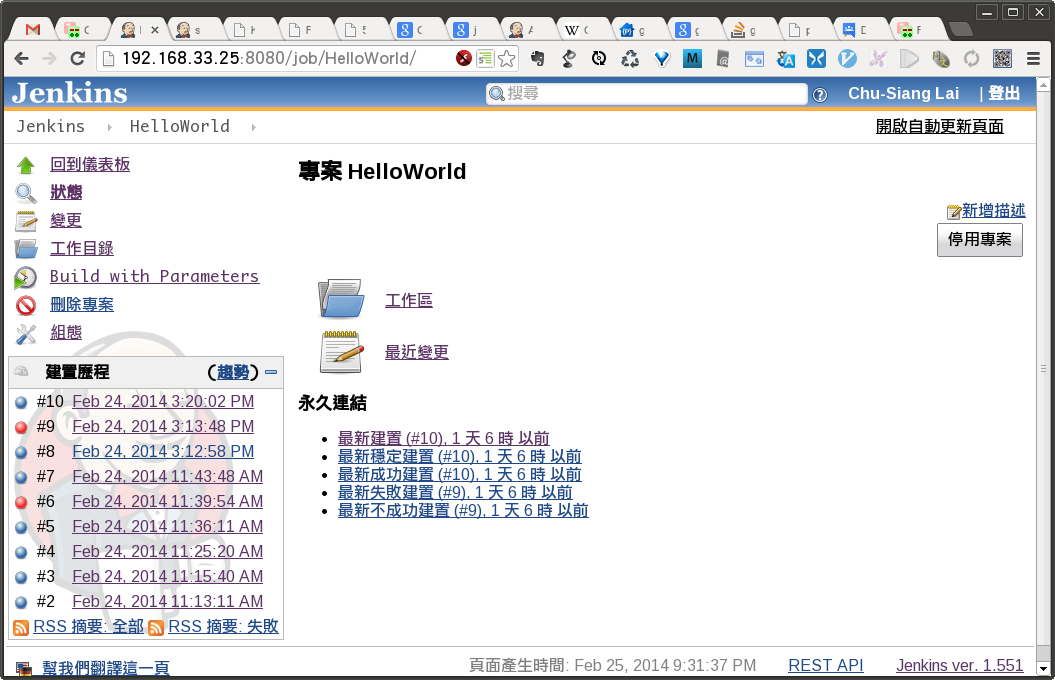 192.168.33.25:8080/job/HelloWorld/
Jenkins
搜尋
Chu-Siang Lai
| 登出
Jenkins
HelloWorld
開啟自動更新頁面
回到儀表板
狀態
變更
工作目錄
Build with Parameters
刪除專案
組態
建置歷程
(趨勢)
#10 Feb 24, 2014 3:20:02 PM
#9 Feb 24, 2014 3:13:48 PM
#8 Feb 24, 2014 3:12:58 PM
#7 Feb 24, 2014 11:43:48 AM
#6 Feb 24, 2014 11:39:54 AM
#5 Feb 24, 2014 11:36:11 AM
#4 Feb 24, 2014 11:25:20 AM
#3 Feb 24, 2014 11:15:40 AM
#2 Feb 24, 2014 11:13:11 AM
RSS 摘要: 全部 RSS 摘要: 失敗
專案 HelloWorld
新增描述
停用專案
工作區
最近變更
永久連結
最新建置 (#10), 1 天 6 時 以前
最新穩定建置 (#10), 1 天 6 時 以前
最新成功建置 (#10), 1 天 6 時 以前
最新失敗建置 (#9), 1 天 6 時 以前
最新不成功建置 (#9), 1 天 6 時 以前
幫我們翻譯這一頁
頁面產生時間: Feb 25, 2014 9:31:37 PM
REST API
Jenkins ver. 1.551